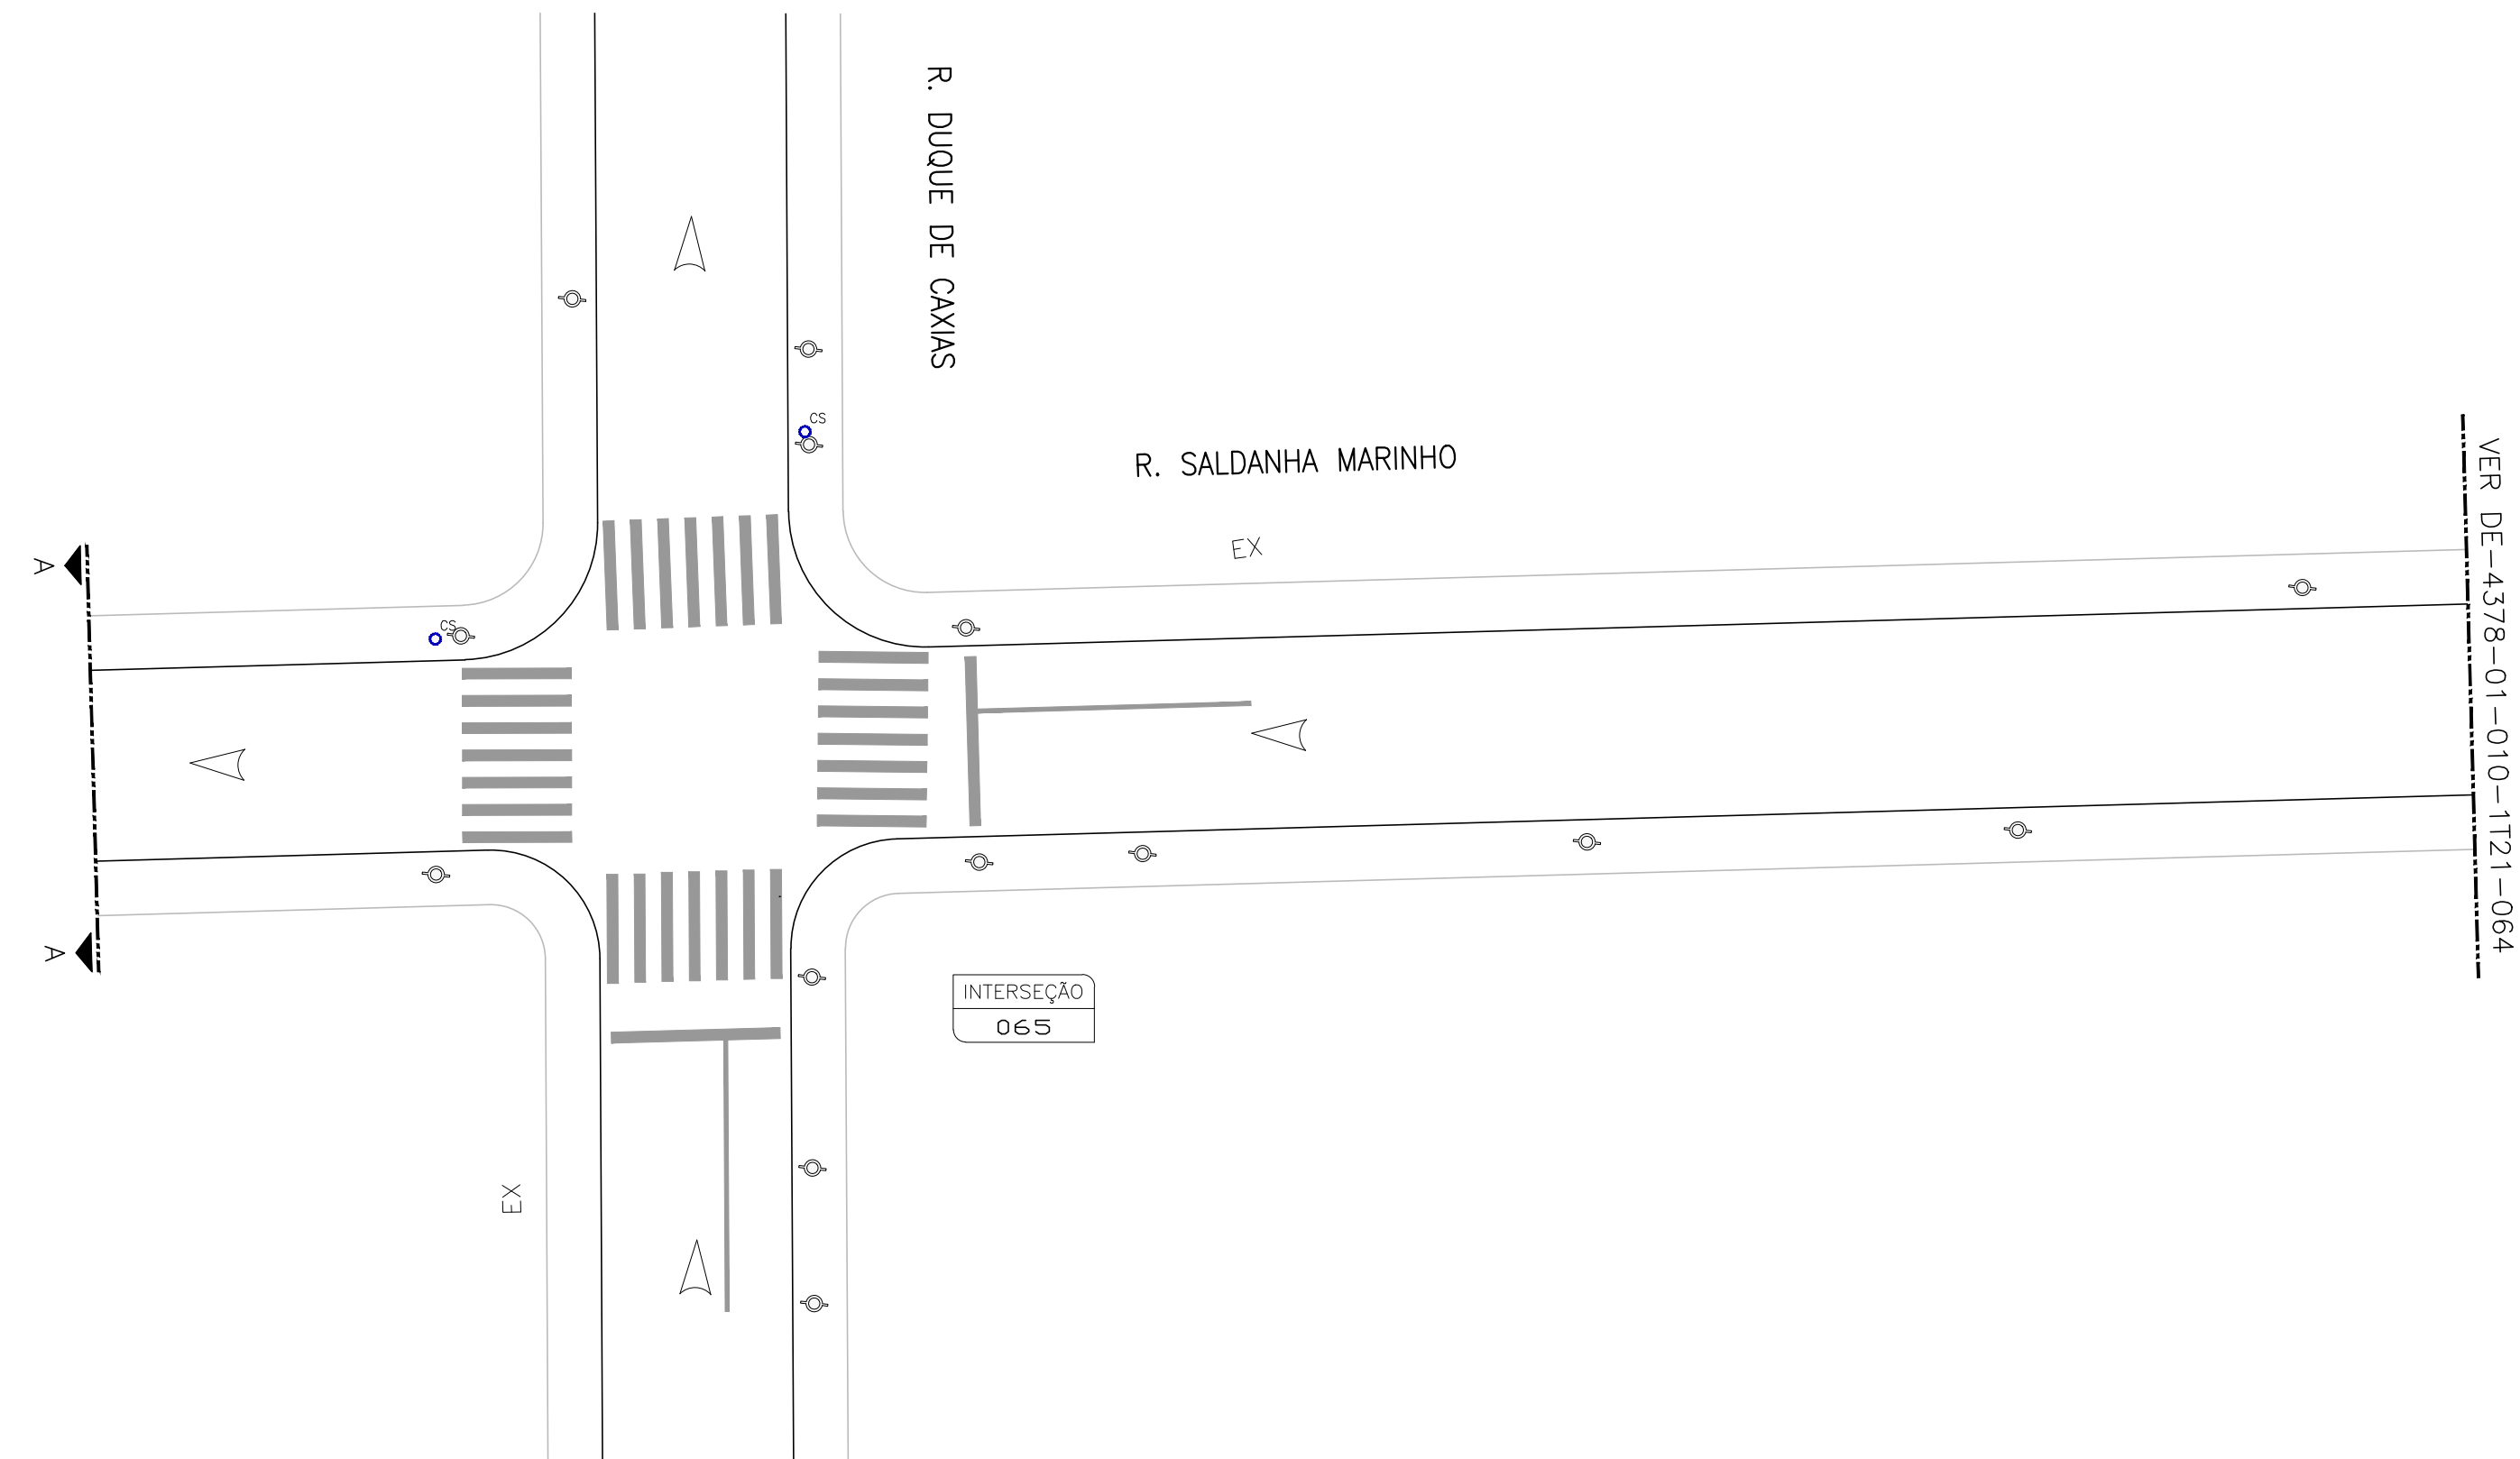 R. DUQUE DE CAXIAS
CS
R. SALDANHA MARINHO
VER DE-4378-01-010-1T21-064
EX
A
CS
A
INTERSEÇÃO
065
EX